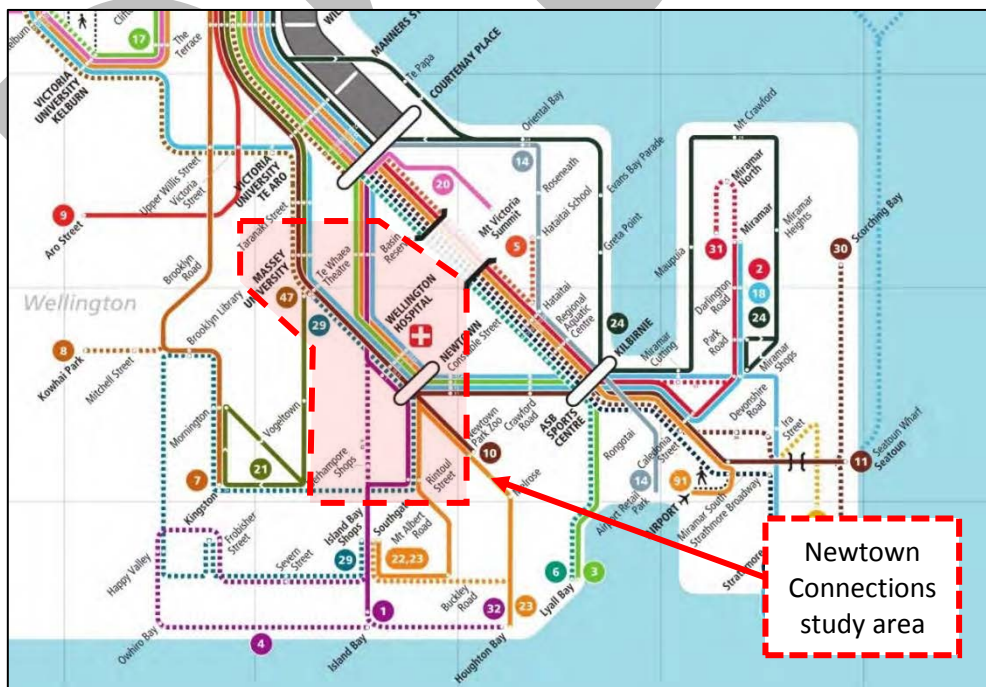 17
The
Terrace
VICTORIA
UNIVERSITY
KELBURN
MANNERS
COURTENAY PLACE
Te Papa
Oriental Bay
14
Roseneath
Evans Bay Parade
Hataitai School
Greta Point
20
Mt Victoria
Summit
5
Mt Crawford
Miramar
North
31
Miramar
Miramar
Heights
2
18
24
Maupuia
Darlington
Road
Park
Road
Miramar
Shops
30
Scorching Bay
9
Aro Street
Upper Willis Street
Victoria
Street
VICTORIA
UNIVERSITY
TE ARO
Taranaki Street
Brooklyn
Road
MASSEY
UNIVERSITY
Te Whaea
Theatre
Basin
Reserve
47
29
WELLINGTON
HOSPITAL
NEWTOWN
Constable Street
Hataitai
Regional
Aquatic
Centre
24
KILBIRNIE
Miramar
Cutting
Wellington
Brooklyn Library
8
Kowhai Park
Mitchell Street
Mornington
Vogeltown
21
7
Kingston
Shops
Newtown
Park Zoo
Crawford
Road
ASB
SPORTS
CENTRE
Rongotai
Caledonia
Street
Devonshire
Road
Ira
Street
Seatoun Wharf
11
Seatoun
10
Rintoul
Street
14
Airport Retail
Park
91
AIRPORT
Miramar South
Strathmore Broadway
Happy Valley
Frobisher
Street
Severn
Street
Island Bay
Shops
29
Mt Albert
Road
22,23
Buckley
Road
6
3
Lyall Bay
Owhiro Bay
4
1
Island Bay
32
23
Houghton Bay
Newtown
Connections
study area